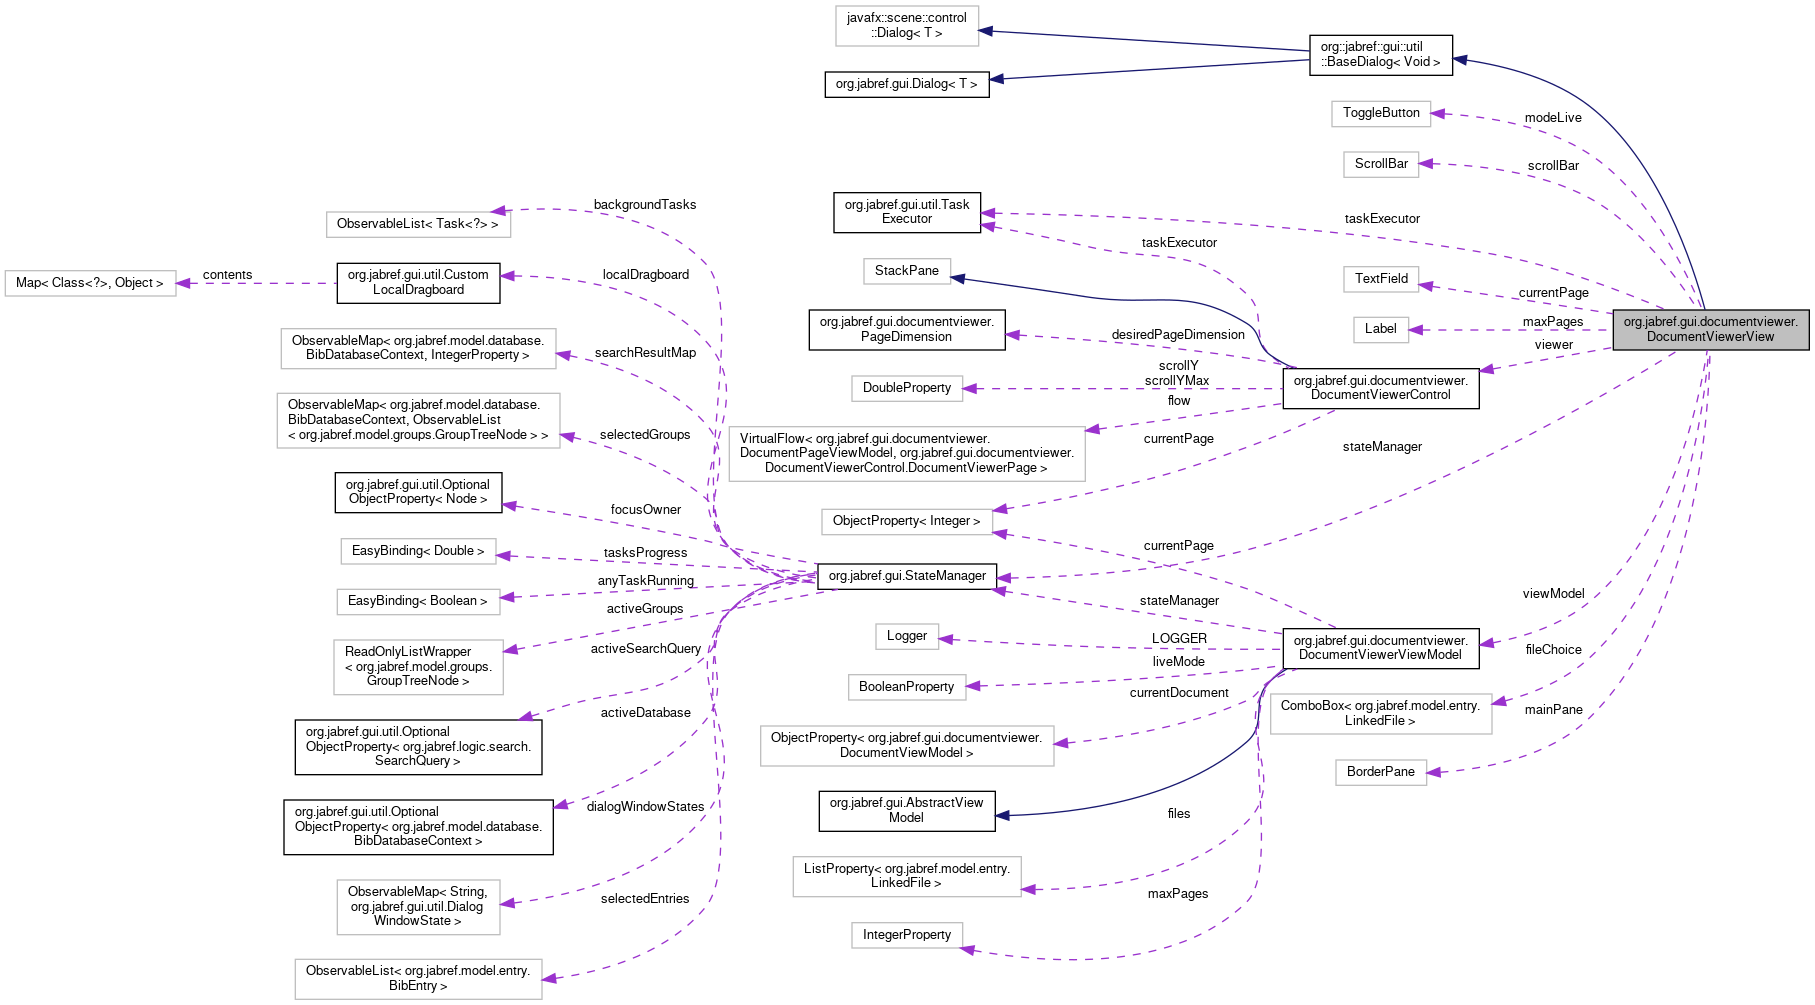 javafx::scene::control
::Dialog< T >
org::jabref::gui::util
::BaseDialog< Void >
org.jabref.gui.Dialog< T >
ToggleButton
modeLive
ScrollBar
scrollBar
backgroundTasks
ObservableList< Task<?> >
org.jabref.gui.util.Task
Executor
taskExecutor
taskExecutor
Map< Class<?>, Object >
contents
org.jabref.gui.util.Custom
LocalDragboard
localDragboard
StackPane
TextField
currentPage
org.jabref.gui.documentviewer.
PageDimension
desiredPageDimension
Label
maxPages
org.jabref.gui.documentviewer.
DocumentViewerView
viewer
ObservableMap< org.jabref.model.database.
BibDatabaseContext, IntegerProperty >
searchResultMap
DoubleProperty
scrollY
scrollYMax
org.jabref.gui.documentviewer.
DocumentViewerControl
flow
ObservableMap< org.jabref.model.database.
BibDatabaseContext, ObservableList
< org.jabref.model.groups.GroupTreeNode > >
selectedGroups
VirtualFlow< org.jabref.gui.documentviewer.
DocumentPageViewModel, org.jabref.gui.documentviewer.
DocumentViewerControl.DocumentViewerPage >
currentPage
stateManager
org.jabref.gui.util.Optional
ObjectProperty< Node >
focusOwner
ObjectProperty< Integer >
currentPage
EasyBinding< Double >
tasksProgress
org.jabref.gui.StateManager
EasyBinding< Boolean >
anyTaskRunning
activeGroups
stateManager
viewModel
ReadOnlyListWrapper
< org.jabref.model.groups.
GroupTreeNode >
activeSearchQuery
Logger
LOGGER
org.jabref.gui.documentviewer.
DocumentViewerViewModel
fileChoice
liveMode
BooleanProperty
currentDocument
ComboBox< org.jabref.model.entry.
LinkedFile >
mainPane
org.jabref.gui.util.Optional
ObjectProperty< org.jabref.logic.search.
SearchQuery >
activeDatabase
ObjectProperty< org.jabref.gui.documentviewer.
DocumentViewModel >
BorderPane
org.jabref.gui.util.Optional
ObjectProperty< org.jabref.model.database.
BibDatabaseContext >
dialogWindowStates
org.jabref.gui.AbstractView
Model
files
ObservableMap< String,
org.jabref.gui.util.Dialog
WindowState >
selectedEntries
ListProperty< org.jabref.model.entry.
LinkedFile >
maxPages
IntegerProperty
ObservableList< org.jabref.model.entry.
BibEntry >